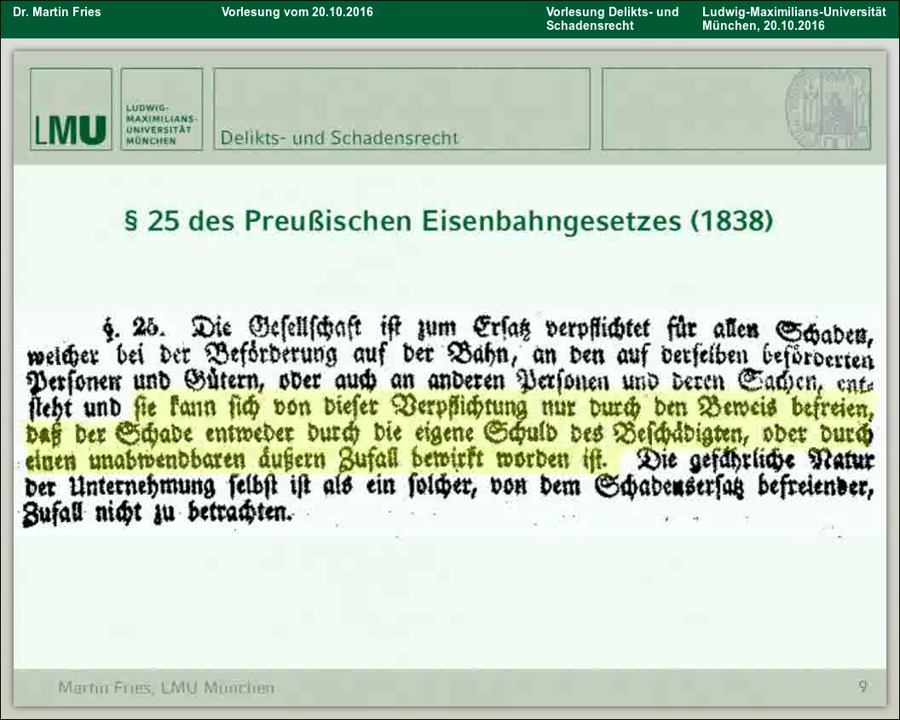 Dr. Martin Fries
Vorlesung vom 20.10.2016
Vorlesung Delikts- und
Schadensrecht
Ludwig-Maximilians-Universität
München, 20.10.2016
LMU
LUDWIG-
MAXIMILIANS-
UNIVERSITÄT
MÜNCHEN
Delikts- und Schadensrecht
§ 25 des Preußischen Eisenbahngesetzes (1838)
§. 25. Die Gesellschaft ist zum Ersatz verpflichtet für allen Schaden,
welcher bei der Beförderung auf der Bahn, an den auf derselben beförderten
Personen und Gütern, oder auch an anderen Personen und deren Sachen, ent-
steht und sie kann sich von dieser Verpflichtung nur durch den Beweis befreien,
daß der Schade entweder durch die eigene Schuld des Beschädigten, oder durch
einen unabwendbaren äußern Zufall bewirkt worden ist. Die gefährliche Natur
der Unternehmung selbst ist als ein solcher, von dem Schadensersatz befreiender,
Zufall nicht zu betrachten.
Martin Fries, LMU München
9